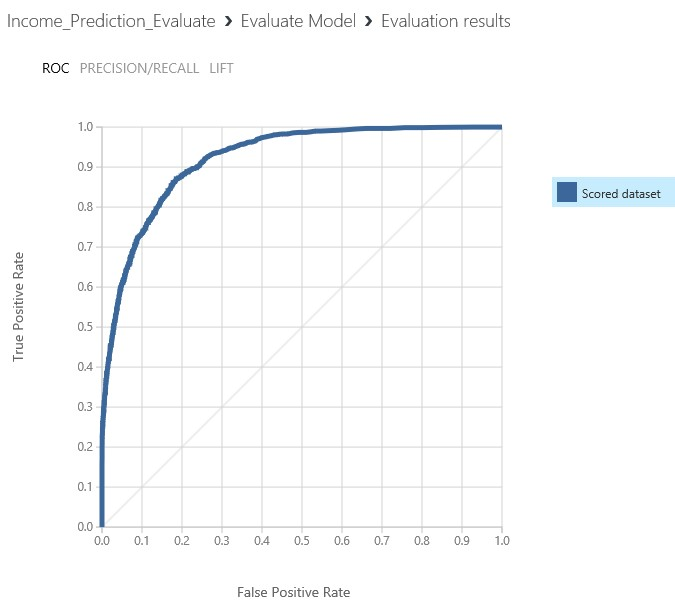 Income_Prediction_Evaluate › Evaluate Model › Evaluation results
ROC PRECISION/RECALL LIFT
1.0
0.9
0.8
0.7
0.6
0.5
0.4
0.3
0.2
0.1
0.0
0.0 0.1 0.2 0.3 0.4 0.5 0.6 0.7 0.8 0.9 1.0
True Positive Rate
False Positive Rate
Scored dataset